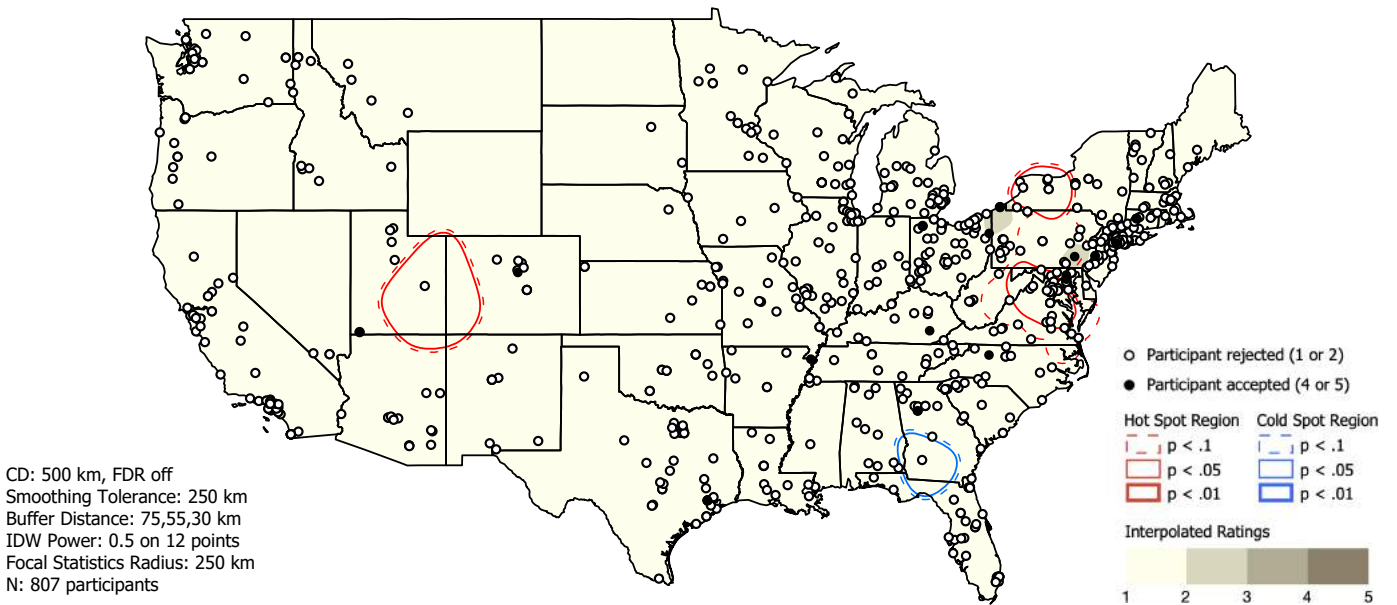 CD: 500 km, FDR off
Smoothing Tolerance: 250 km
Buffer Distance: 75,55,30 km
IDW Power: 0.5 on 12 points
Focal Statistics Radius: 250 km
N: 807 participants
Participant rejected (1 or 2)
Participant accepted (4 or 5)
Hot Spot Region Cold Spot Region
p < .1 p < .1
p < .05 p < .05
p < .01 p < .01
Interpolated Ratings
1 2 3 4 5